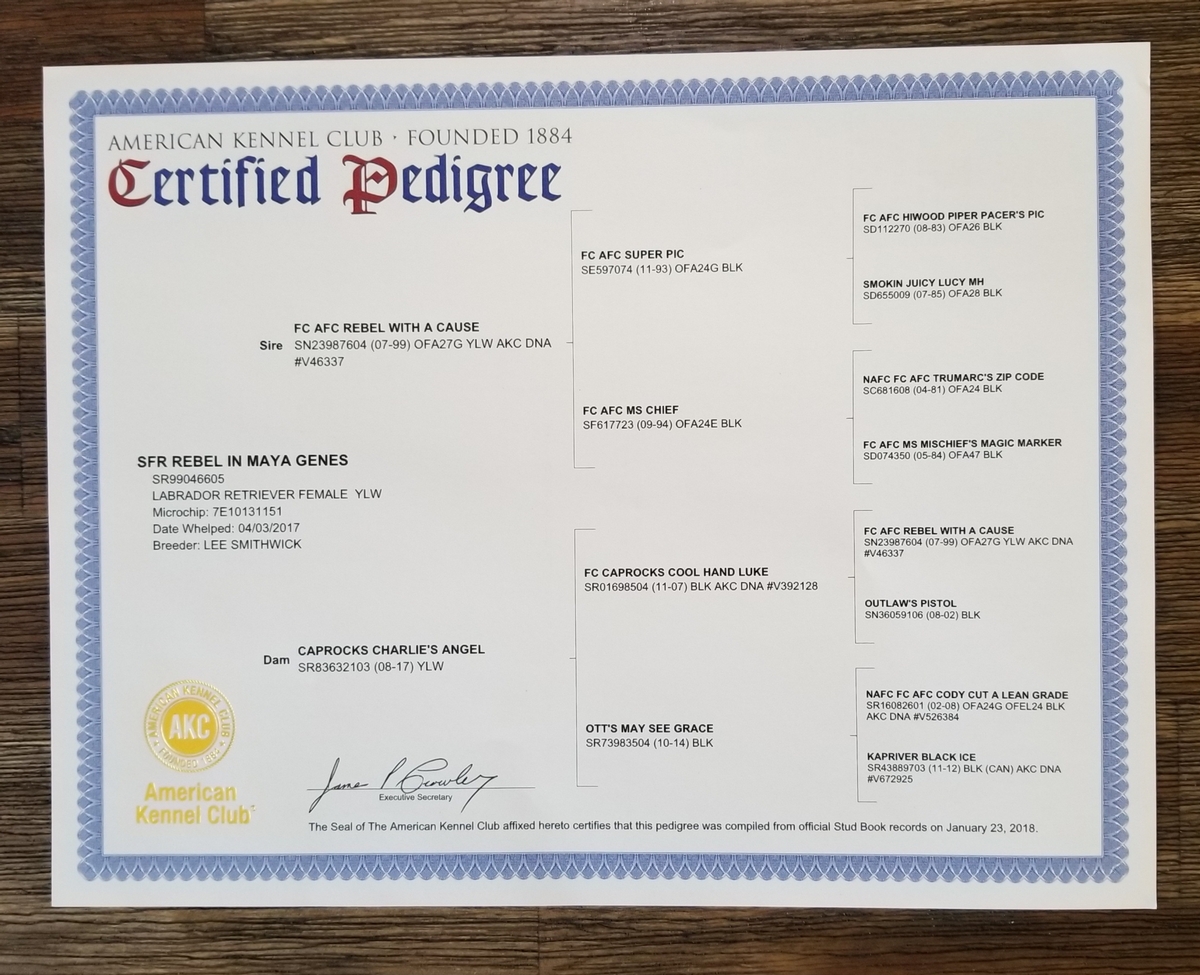 AMERICAN KENNEL CLUB · FOUNDED 1884
Certified Pedigree
FC AFC REBEL WITH A CAUSE
Sire SN23987604 (07-99) OFA27G YLW AKC DNA
#V46337
SFR REBEL IN MAYA GENES
SR99046605
LABRADOR RETRIEVER FEMALE YLW
Microchip: 7E10131151
Date Whelped: 04/03/2017
Breeder: LEE SMITHWICK
CAPROCKS CHARLIE'S ANGEL
Dam SR83632103 (08-17) YLW
FC AFC SUPER PIC
SE597074 (11-93) OFA24G BLK
FC AFC MS CHIEF
SF617723 (09-94) OFA24E BLK
FC CAPROCKS COOL HAND LUKE
SR01698504 (11-07) BLK AKC DNA #V392128
OTT'S MAY SEE GRACE
SR73983504 (10-14) BLK
FC AFC HIWOOD PIPER PACER'S PIC
SD112270 (08-83) OFA26 BLK
SMOKIN JUICY LUCY MH
SD655009 (07-85) OFA28 BLK
NAFC FC AFC TRUMARC'S ZIP CODE
SC681608 (04-81) OFA24 BLK
FC AFC MS MISCHIEF'S MAGIC MARKER
SD074350 (05-84) OFA47 BLK
FC AFC REBEL WITH A CAUSE
SN23987604 (07-99) OFA27G YLW AKC DNA
#V46337
OUTLAW'S PISTOL
SN36059106 (08-02) BLK
NAFC FC AFC CODY CUT A LEAN GRADE
SR16082601 (02-08) OFA24G OFEL24 BLK
AKC DNA #V526384
KAPRIVER BLACK ICE
SR43889703 (11-12) BLK (CAN) AKC DNA
#V672925
AMERICAN KENNEL CLUB
AKC
FOUNDED 1884
American
Kennel Club®
James P Crowley
Executive Secretary
The Seal of The American Kennel Club affixed hereto certifies that this pedigree was compiled from official Stud Book records on January 23, 2018.